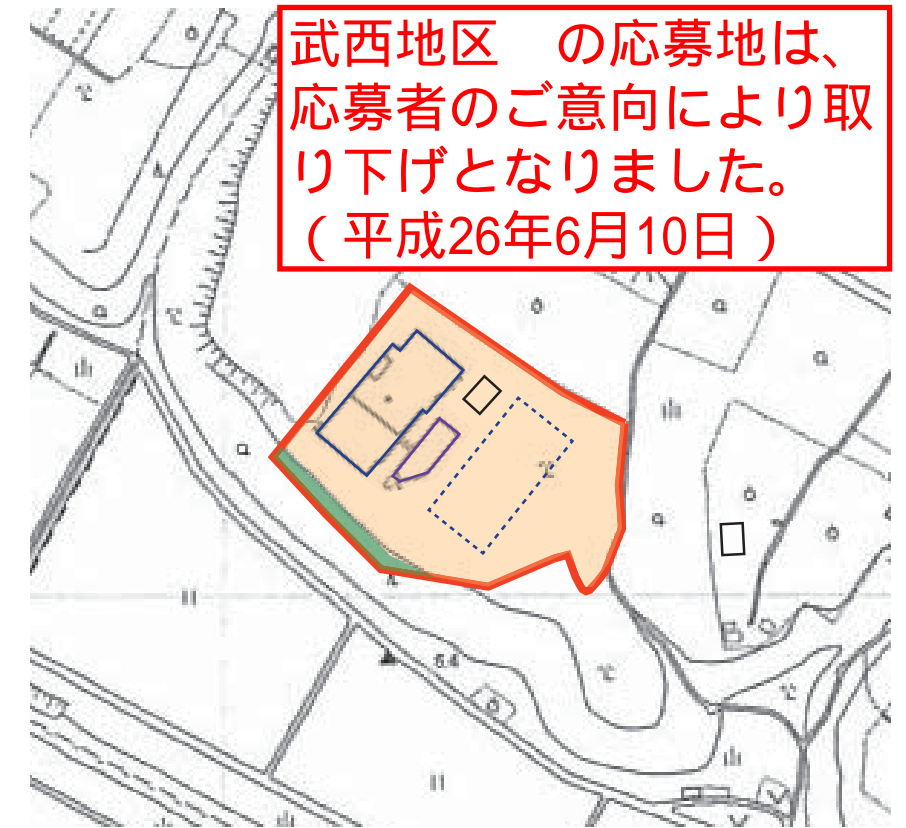 武西地区　の応募地は、
応募者のご意向により取
り下げとなりました。
（平成26年6月10日）
6.4